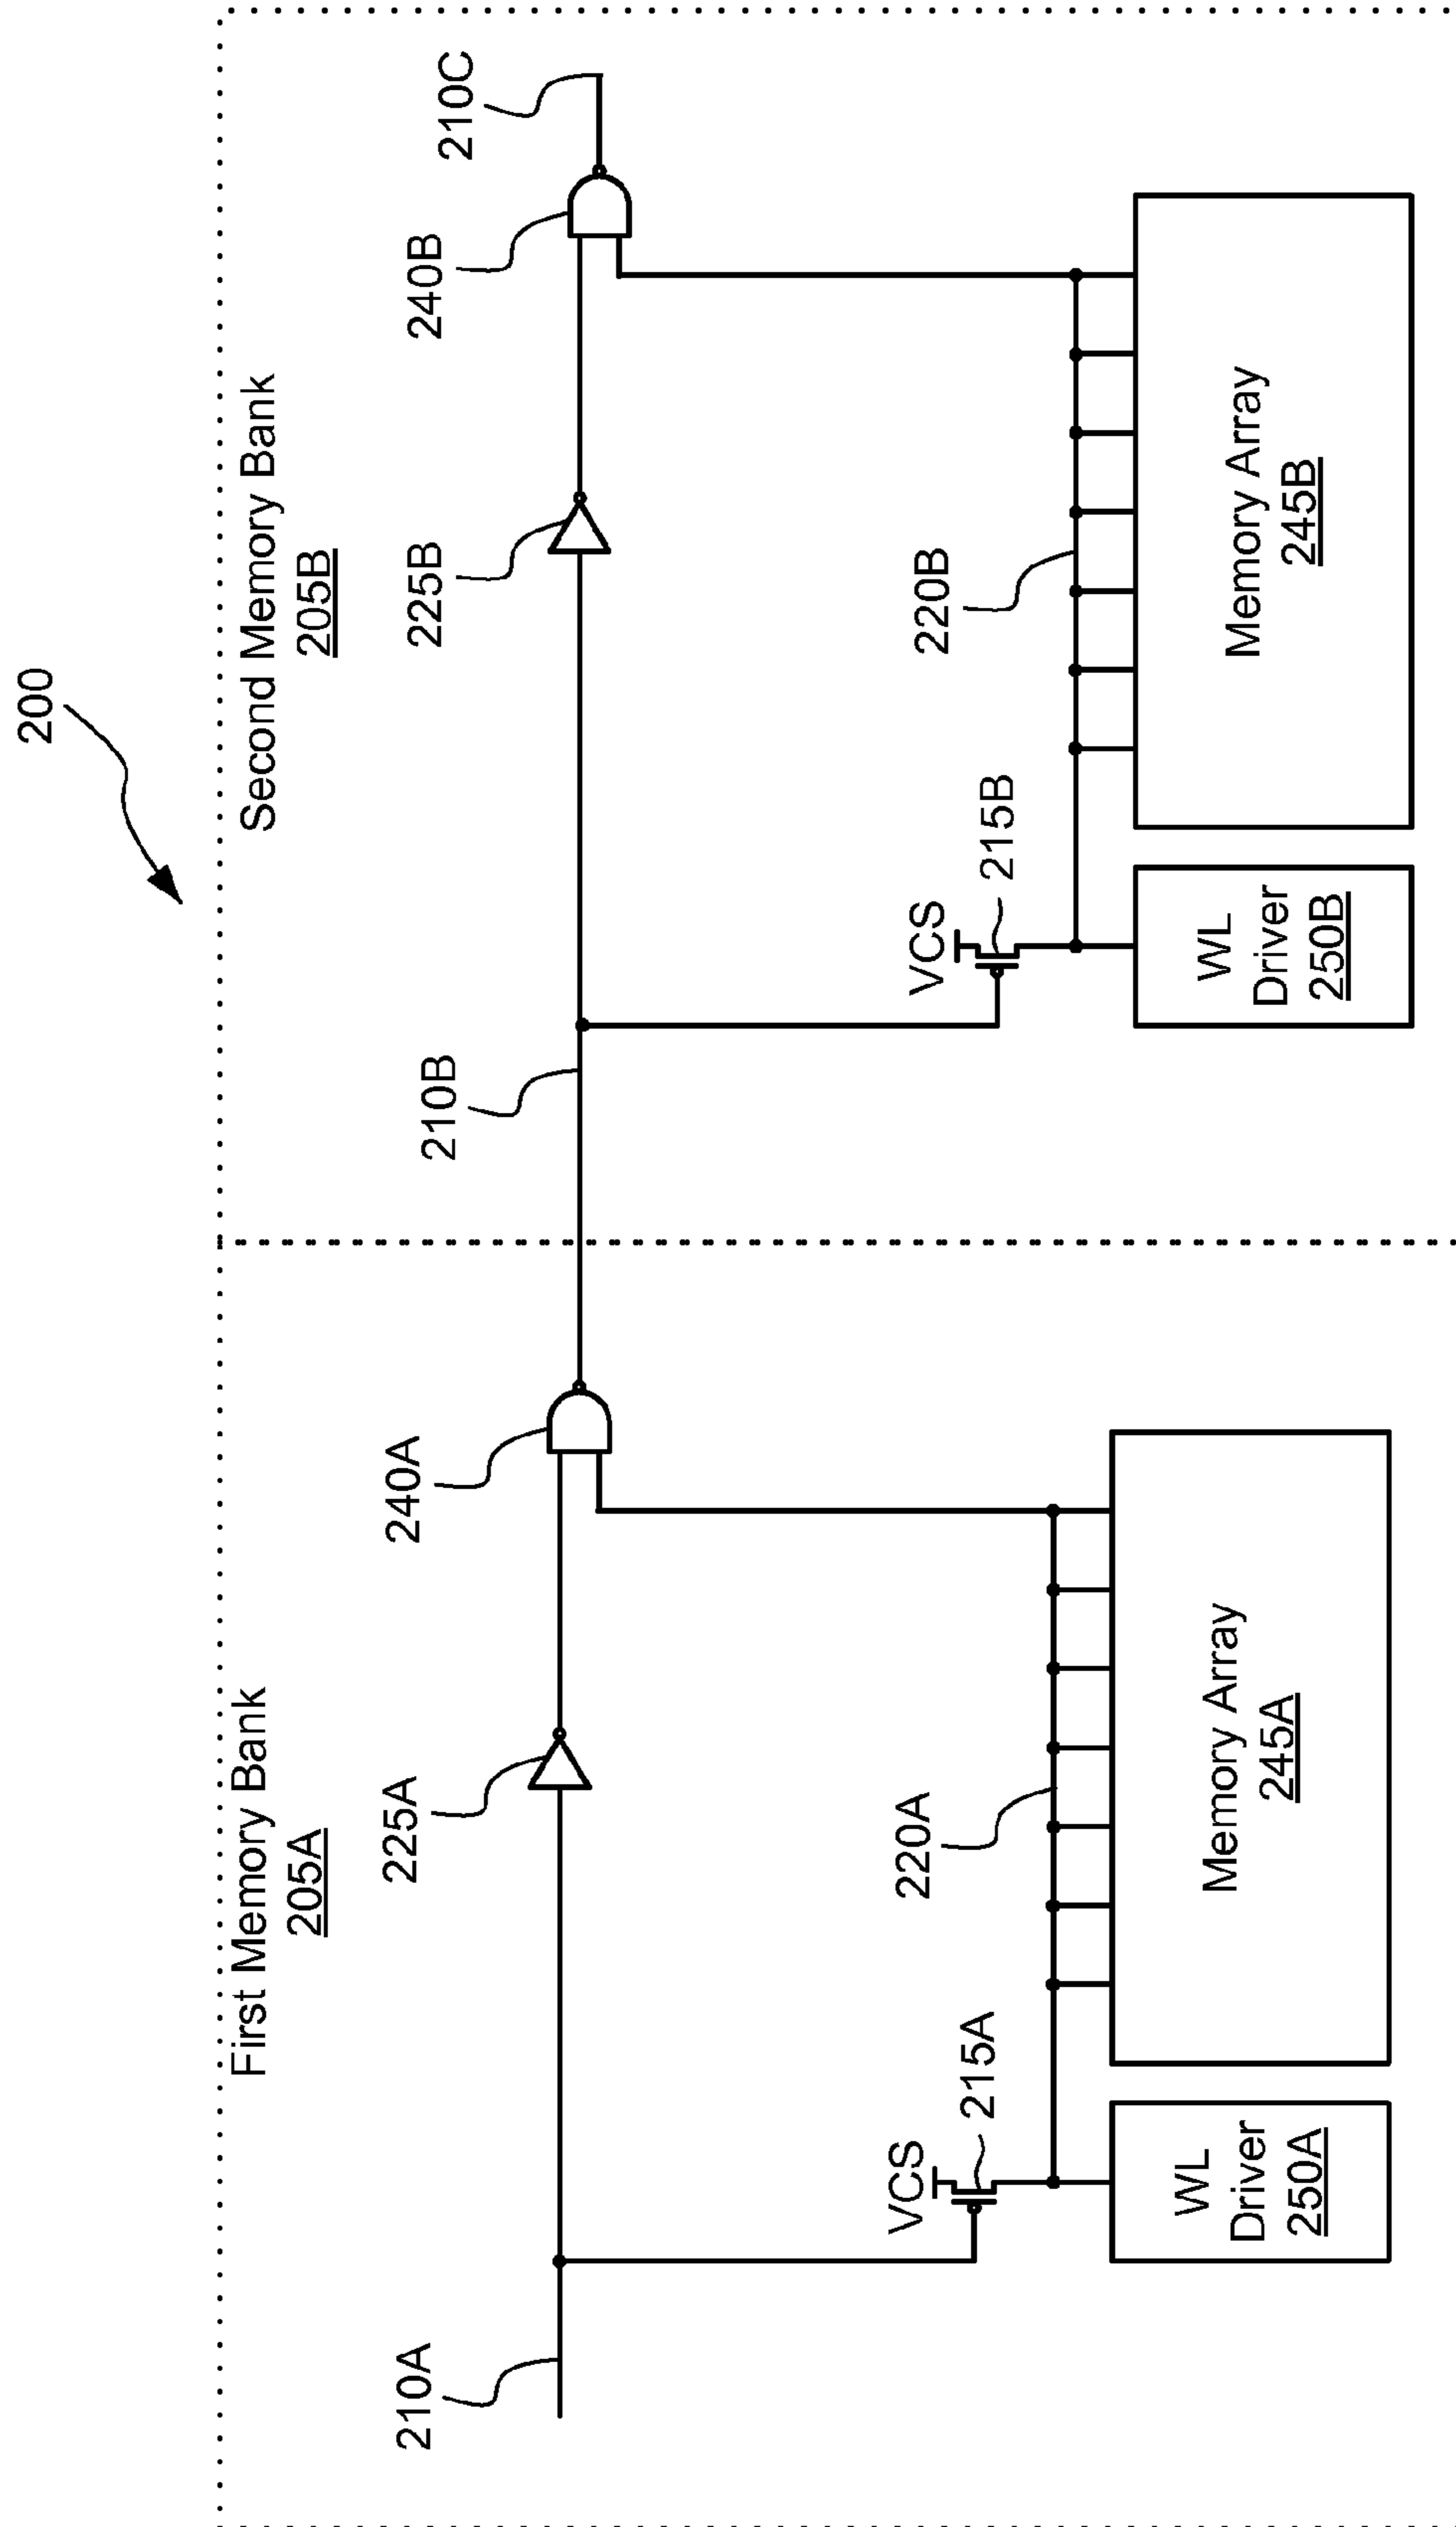 200
First Memory Bank
205A
Second Memory Bank
205B
210A
225A
240A
210B
225B
240B
210C
VCS
215A
220A
VCS
215B
220B
WL
Driver
250A
Memory Array
245A
WL
Driver
250B
Memory Array
245B